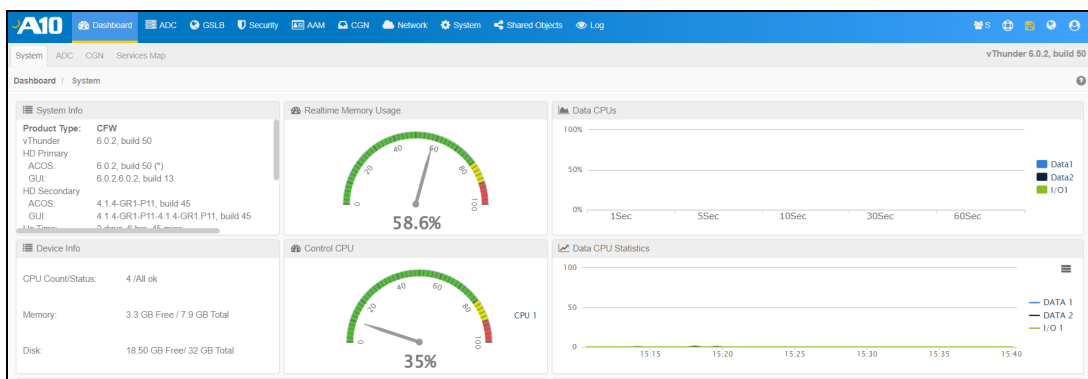 A10 Dashboard ADC GSLB Security AAM CGN Network System Shared Objects Log S
System ADC CGN Services Map vThunder 6.0.2, build 50
Dashboard / System
System Info
Product Type: CFW
vThunder 6.0.2, build 50
HD Primary:
ACOS: 6.0.2, build 50 (*)
GUI: 6.0.2.6.0.2, build 13
HD Secondary
ACOS: 4.1.4-GR1-P11, build 45
GUI: 4.1.4-GR1-P11-4.1.4-GR1.P11, build 45
Up Time: 3 days, 6 hrs, 45 mins
Realtime Memory Usage
0 20 40 60 80 100
58.6%
Data CPUs
100%
50%
0%
1Sec 5Sec 10Sec 30Sec 60Sec
Data1
Data2
I/O1
Device Info
CPU Count/Status: 4 /All ok
Memory: 3.3 GB Free / 7.9 GB Total
Disk: 18.50 GB Free/ 32 GB Total
Control CPU
0 20 40 60 80 100
CPU 1
35%
Data CPU Statistics
100
50
0
15:15 15:20 15:25 15:30 15:35 15:40
DATA 1
DATA 2
I/O 1